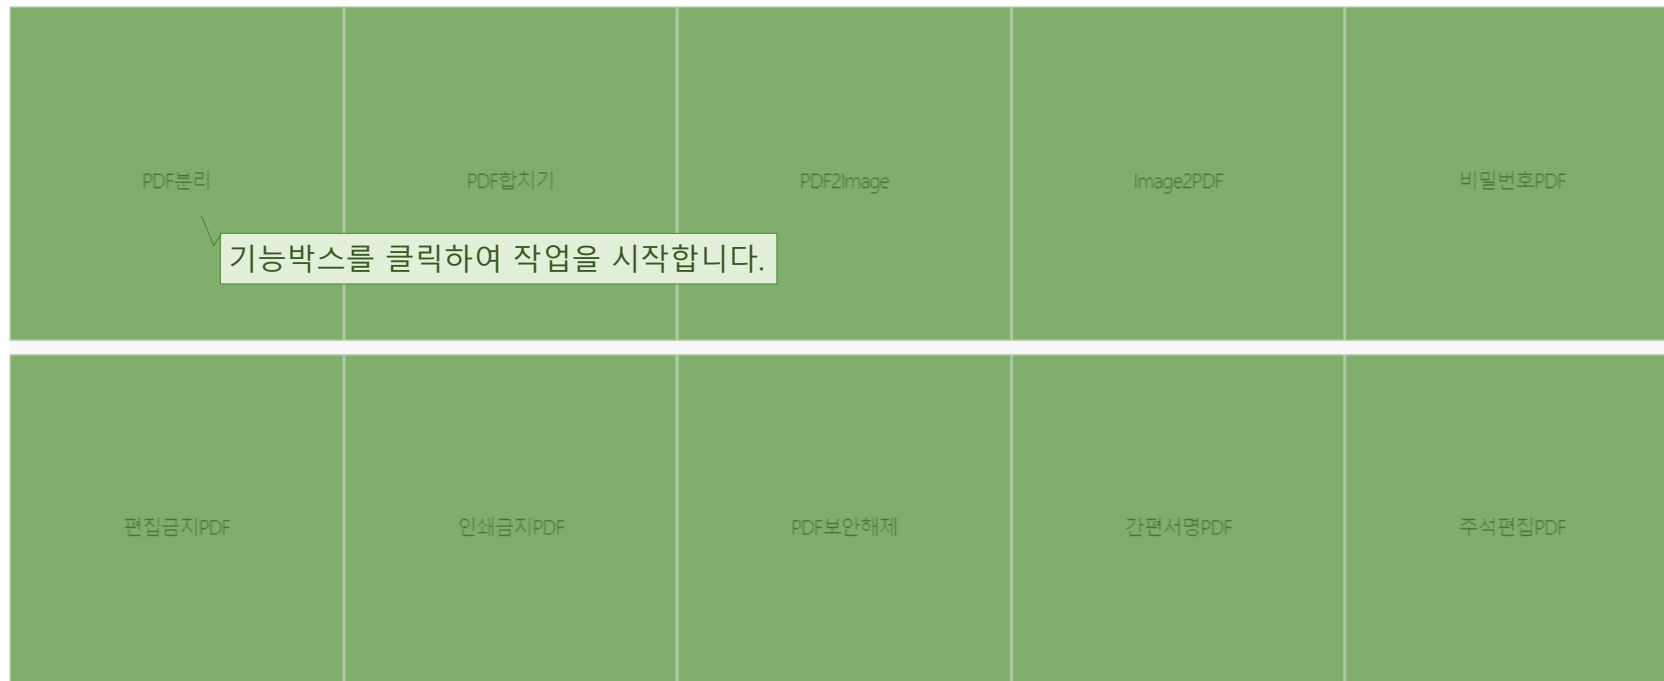 PDF분리
PDF합치기
PDF2Image
Image2PDF
비밀번호PDF
기능박스를 클릭하여 작업을 시작합니다.
편집금지PDF
인쇄금지PDF
PDF보안해제
간편서명PDF
주석편집PDF